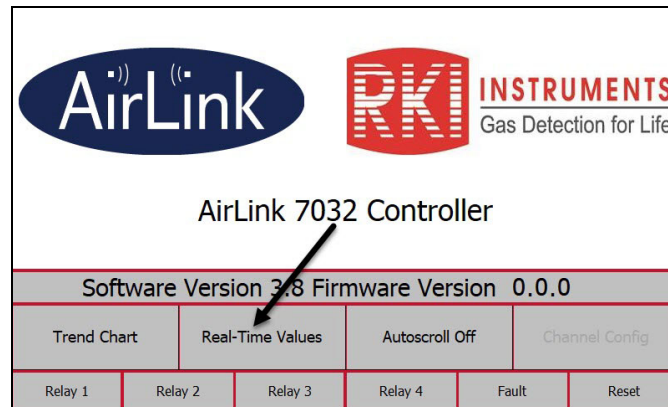 AirLink
RKI INSTRUMENTS
Gas Detection for Life
AirLink 7032 Controller
Software Version 3.8 Firmware Version 0.0.0
Trend Chart Real-Time Values Autoscroll Off Channel Config
Relay 1 Relay 2 Relay 3 Relay 4 Fault Reset